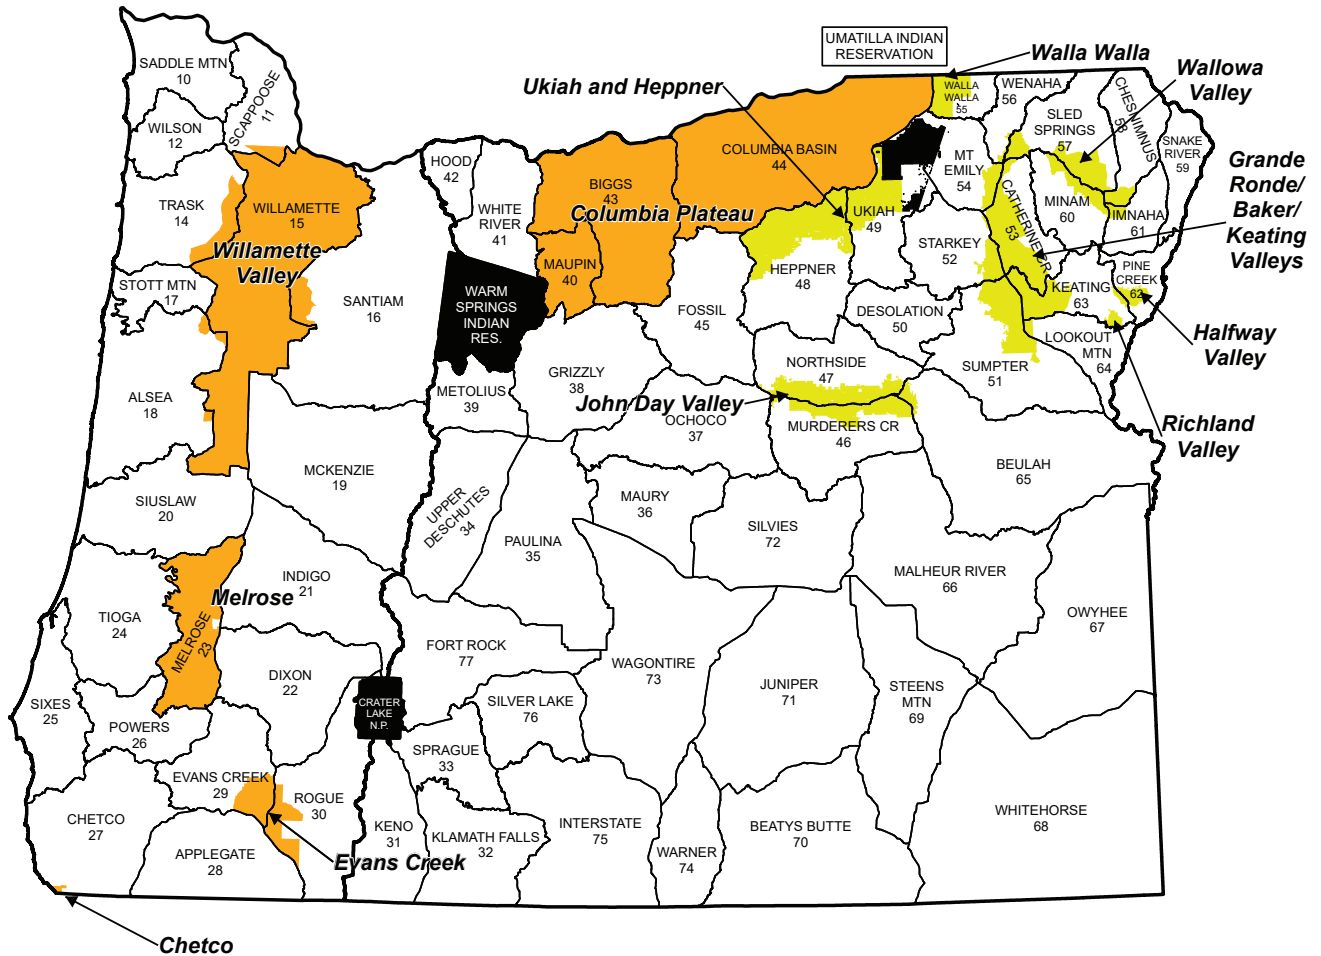 UMATILLA INDIAN
RESERVATION
Walla Walla
Wallowa
Valley
Ukiah and Heppner
Grande
Ronde/
Baker/
Keating
Valleys
Halfway
Valley
Richland
Valley
John Day Valley
Columbia Plateau
Willamette
Valley
Melrose
Evans Creek
Chetco
SADDLE MTN
10
SCAPPOOSE
11
WILSON
12
TRASK
14
WILLAMETTE
15
SANTIAM
16
STOTT MTN
17
ALSEA
18
MCKENZIE
19
SIUSLAW
20
INDIGO
21
DIXON
22
MELROSE
23
TIOGA
24
SIXES
25
POWERS
26
CHETCO
27
APPLEGATE
28
EVANS CREEK
29
ROGUE
30
KENO
31
KLAMATH FALLS
32
SPRAGUE
33
UPPER
DESCHUTES
34
PAULINA
35
MAURY
36
OCHOCO
37
GRIZZLY
38
METOLIUS
39
MAUPIN
40
WHITE
RIVER
41
HOOD
42
BIGGS
43
COLUMBIA BASIN
44
FOSSIL
45
MURDERERS CR
46
NORTHSIDE
47
HEPPNER
48
UKIAH
49
DESOLATION
50
SUMPTER
51
STARKEY
52
CATHERINE CR
53
MT
EMILY
54
WALLA
WALLA
55
WENAHA
56
SLED
SPRINGS
57
CHESNIMNUS
58
SNAKE
RIVER
59
MINAM
60
IMNAHA
61
PINE
CREEK
62
KEATING
63
LOOKOUT
MTN
64
BEULAH
65
MALHEUR RIVER
66
OWYHEE
67
WHITEHORSE
68
STEENS
MTN
69
BEATYS BUTTE
70
JUNIPER
71
SILVIES
72
WAGONTIRE
73
WARNER
74
INTERSTATE
75
SILVER LAKE
76
FORT ROCK
77
WARM
SPRINGS
INDIAN
RES.
CRATER
LAKE
N.P.